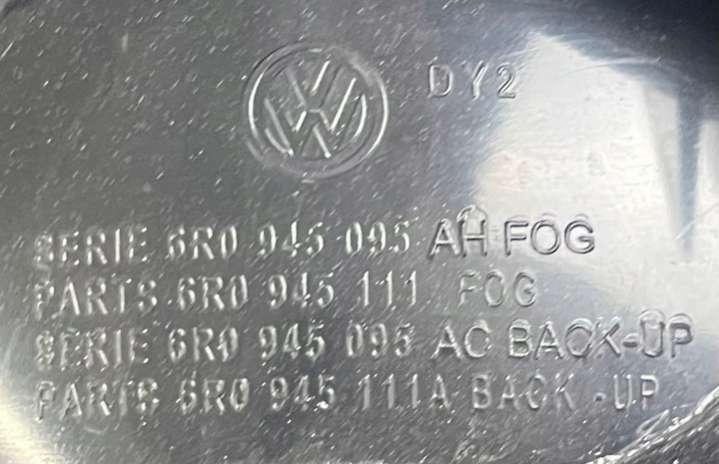 DY2
SERIE 6R0 945 095 AH FOG
PARTS 6R0 945 111 FOG
SERIE 6R0 945 095 AC BACK-UP
PARTS 6R0 945 111A BACK-UP